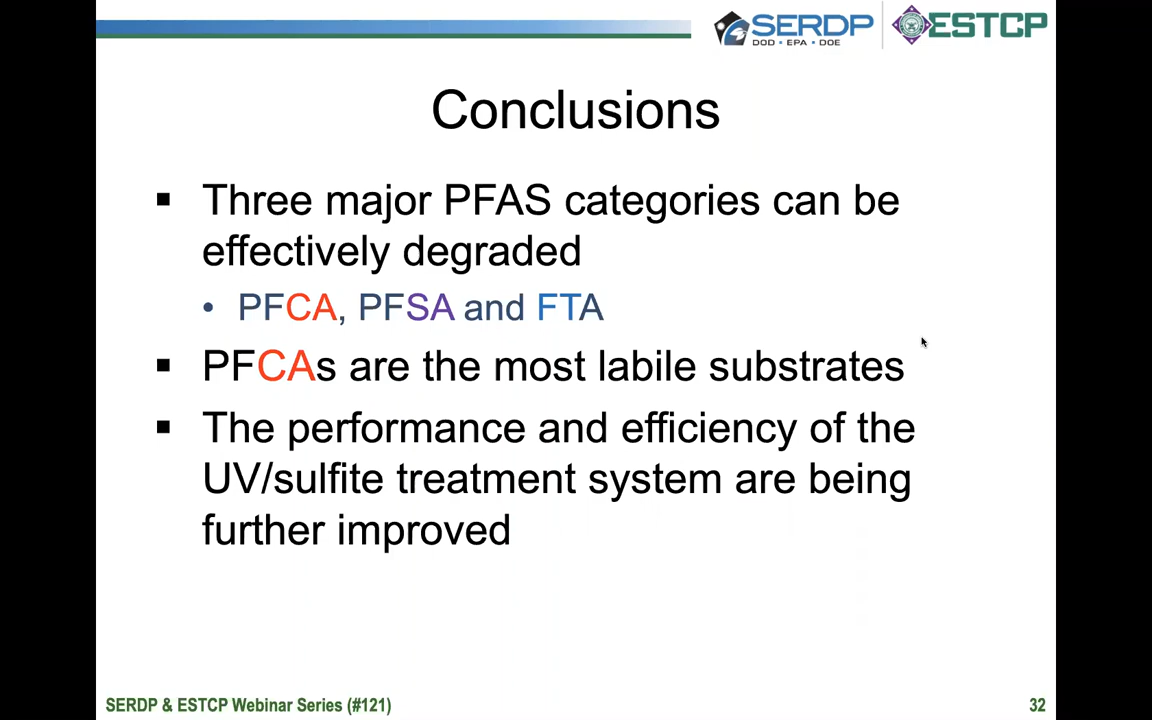 SERDP
DOD • EPA • DOE
ESTCP
Conclusions
▪ Three major PFAS categories can be
effectively degraded
• PFCA, PFSA and FTA
▪ PFCAs are the most labile substrates
▪ The performance and efficiency of the
UV/sulfite treatment system are being
further improved
SERDP & ESTCP Webinar Series (#121)
32